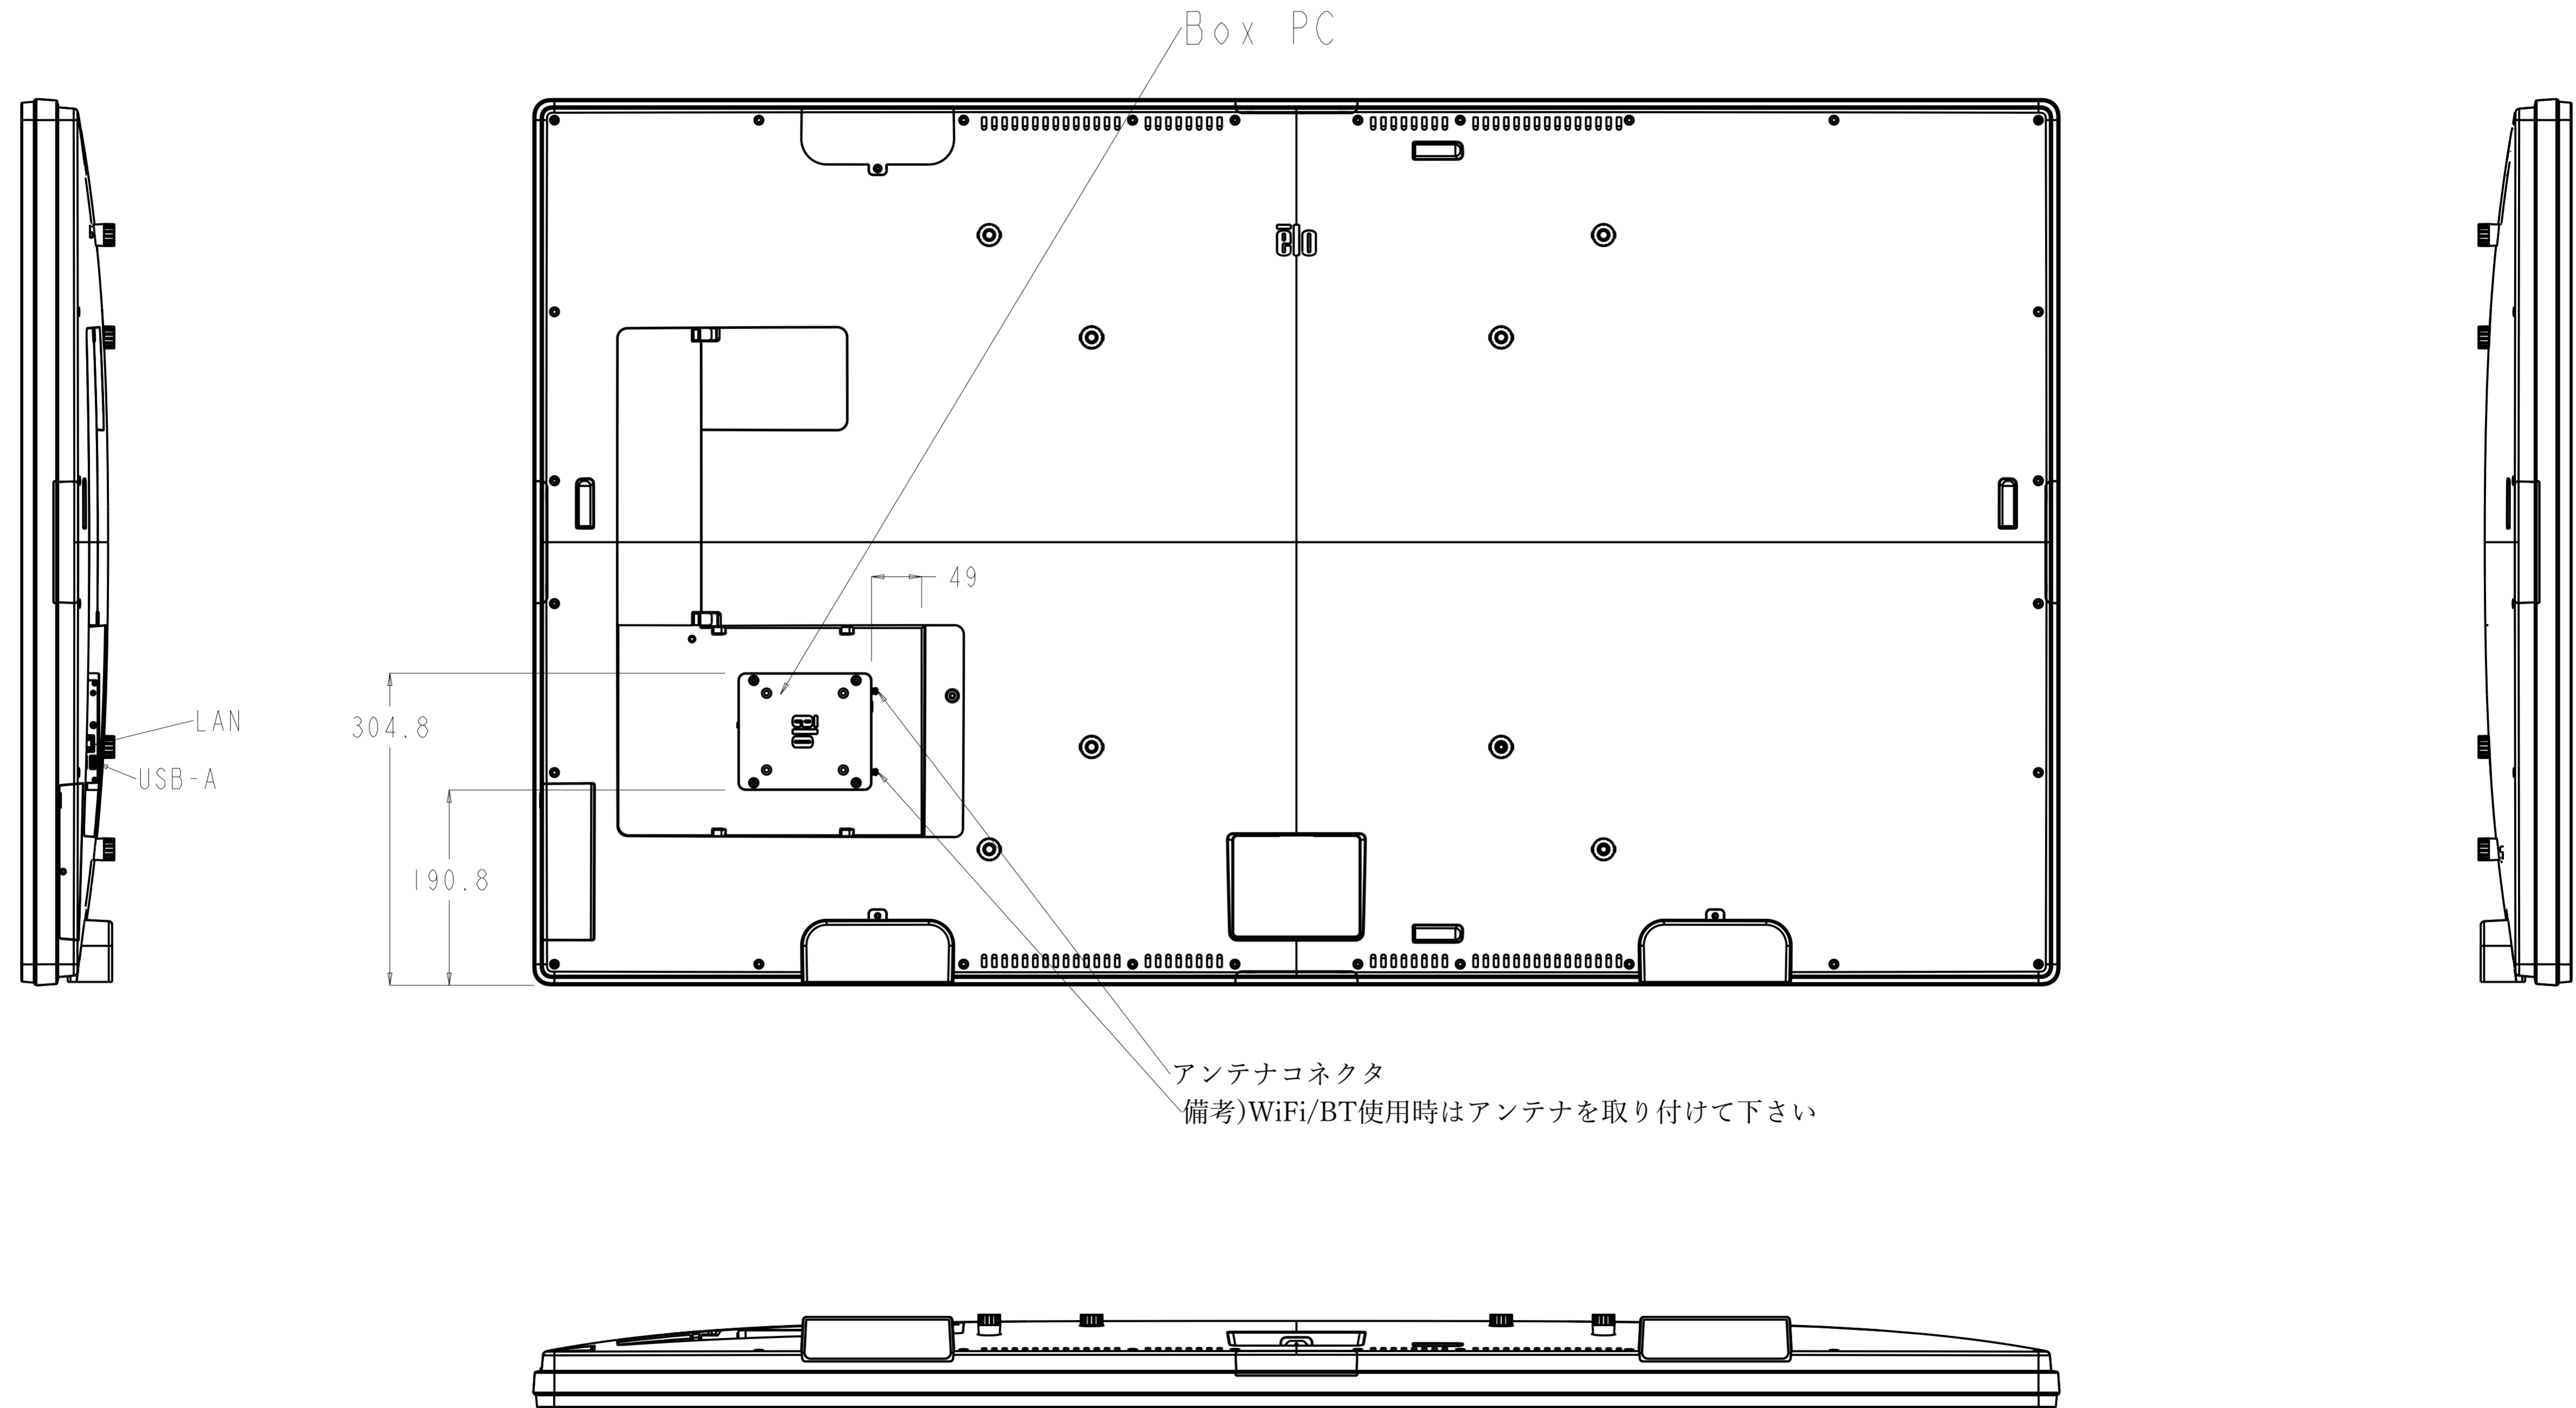 Box PC
elo
49
LAN
304.8
elo
USB-A
190.8
アンテナコネクタ
備考)WiFi/BT使用時はアンテナを取り付けて下さい